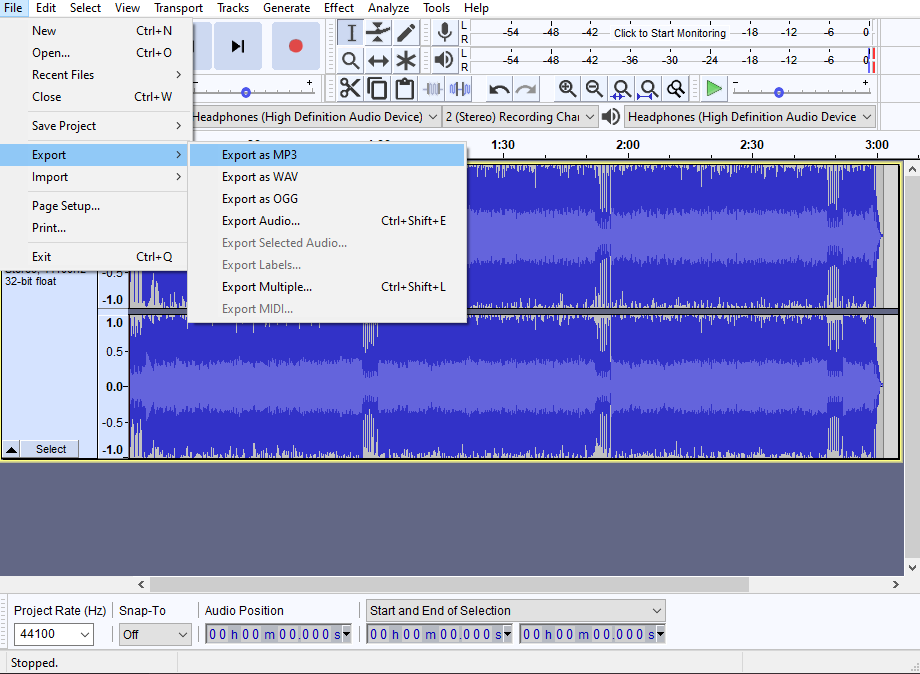 File Edit Select View Transport Tracks Generate Effect Analyze Tools Help
New Ctrl+N
Open... Ctrl+O
Recent Files
Close Ctrl+W
Save Project
Export
Import
Page Setup...
Print...
Exit Ctrl+Q
Export as MP3
Export as WAV
Export as OGG
Export Audio... Ctrl+Shift+E
Export Selected Audio...
Export Labels...
Export Multiple... Ctrl+Shift+L
Export MIDI...
L
R
-54 -48 -42 Click to Start Monitoring -18 -12 -6 0
L
R
-54 -48 -42 -36 -30 -24 -18 -12 -6 0
- +
- +
Headphones (High Definition Audio Device) 2 (Stereo) Recording Chai Headphones (High Definition Audio Device
1:30 2:00 2:30 3:00
32-bit float
-0.5
-1.0
1.0
0.5
0.0
-0.5
-1.0
Select
Project Rate (Hz) Snap-To Audio Position Start and End of Selection
44100 Off 00 h 00 m 00.000 s 00 h 00 m 00.000 s 00 h 00 m 00.000 s
Stopped.